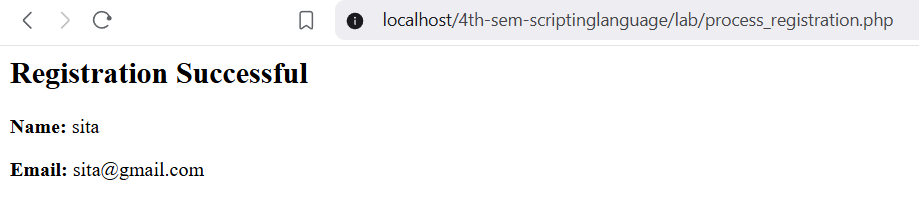 localhost/4th-sem-scriptinglanguage/lab/process_registration.php
Registration Successful
Name: sita
Email: sita@gmail.com